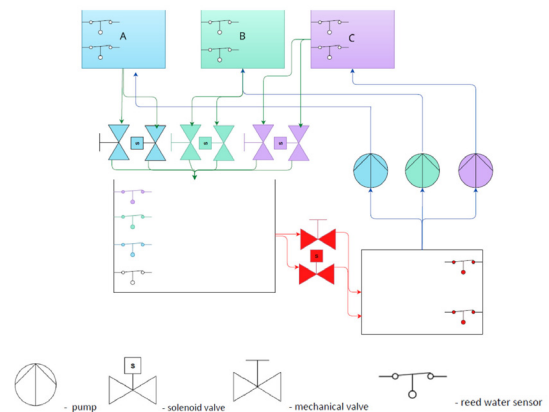 A
B
C
s
s
s
s
s
- pump
- solenoid valve
- mechanical valve
- reed water sensor